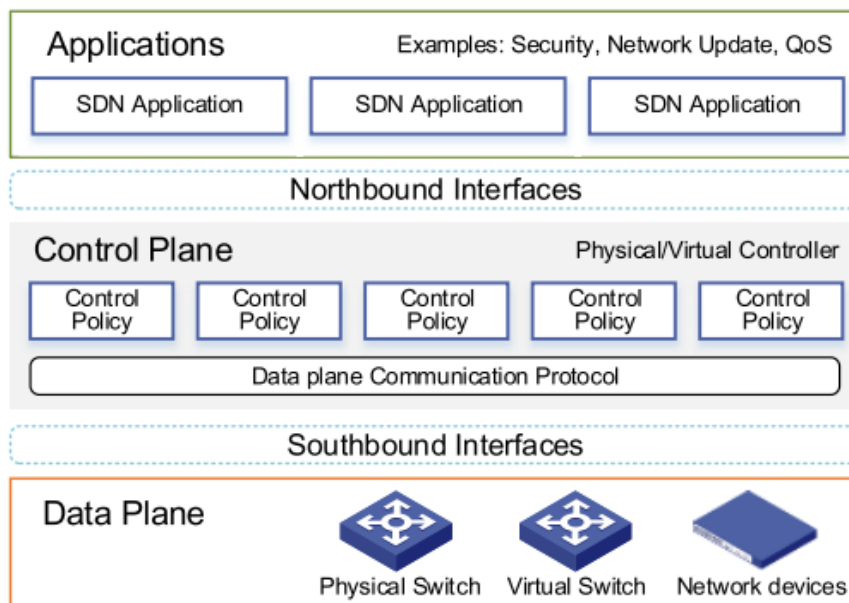 Applications
Examples: Security, Network Update, QoS
SDN Application
SDN Application
SDN Application
Northbound Interfaces
Control Plane
Physical/Virtual Controller
Control
Policy
Control
Policy
Control
Policy
Control
Policy
Control
Policy
Data plane Communication Protocol
Southbound Interfaces
Data Plane
Physical Switch
Virtual Switch
Network devices